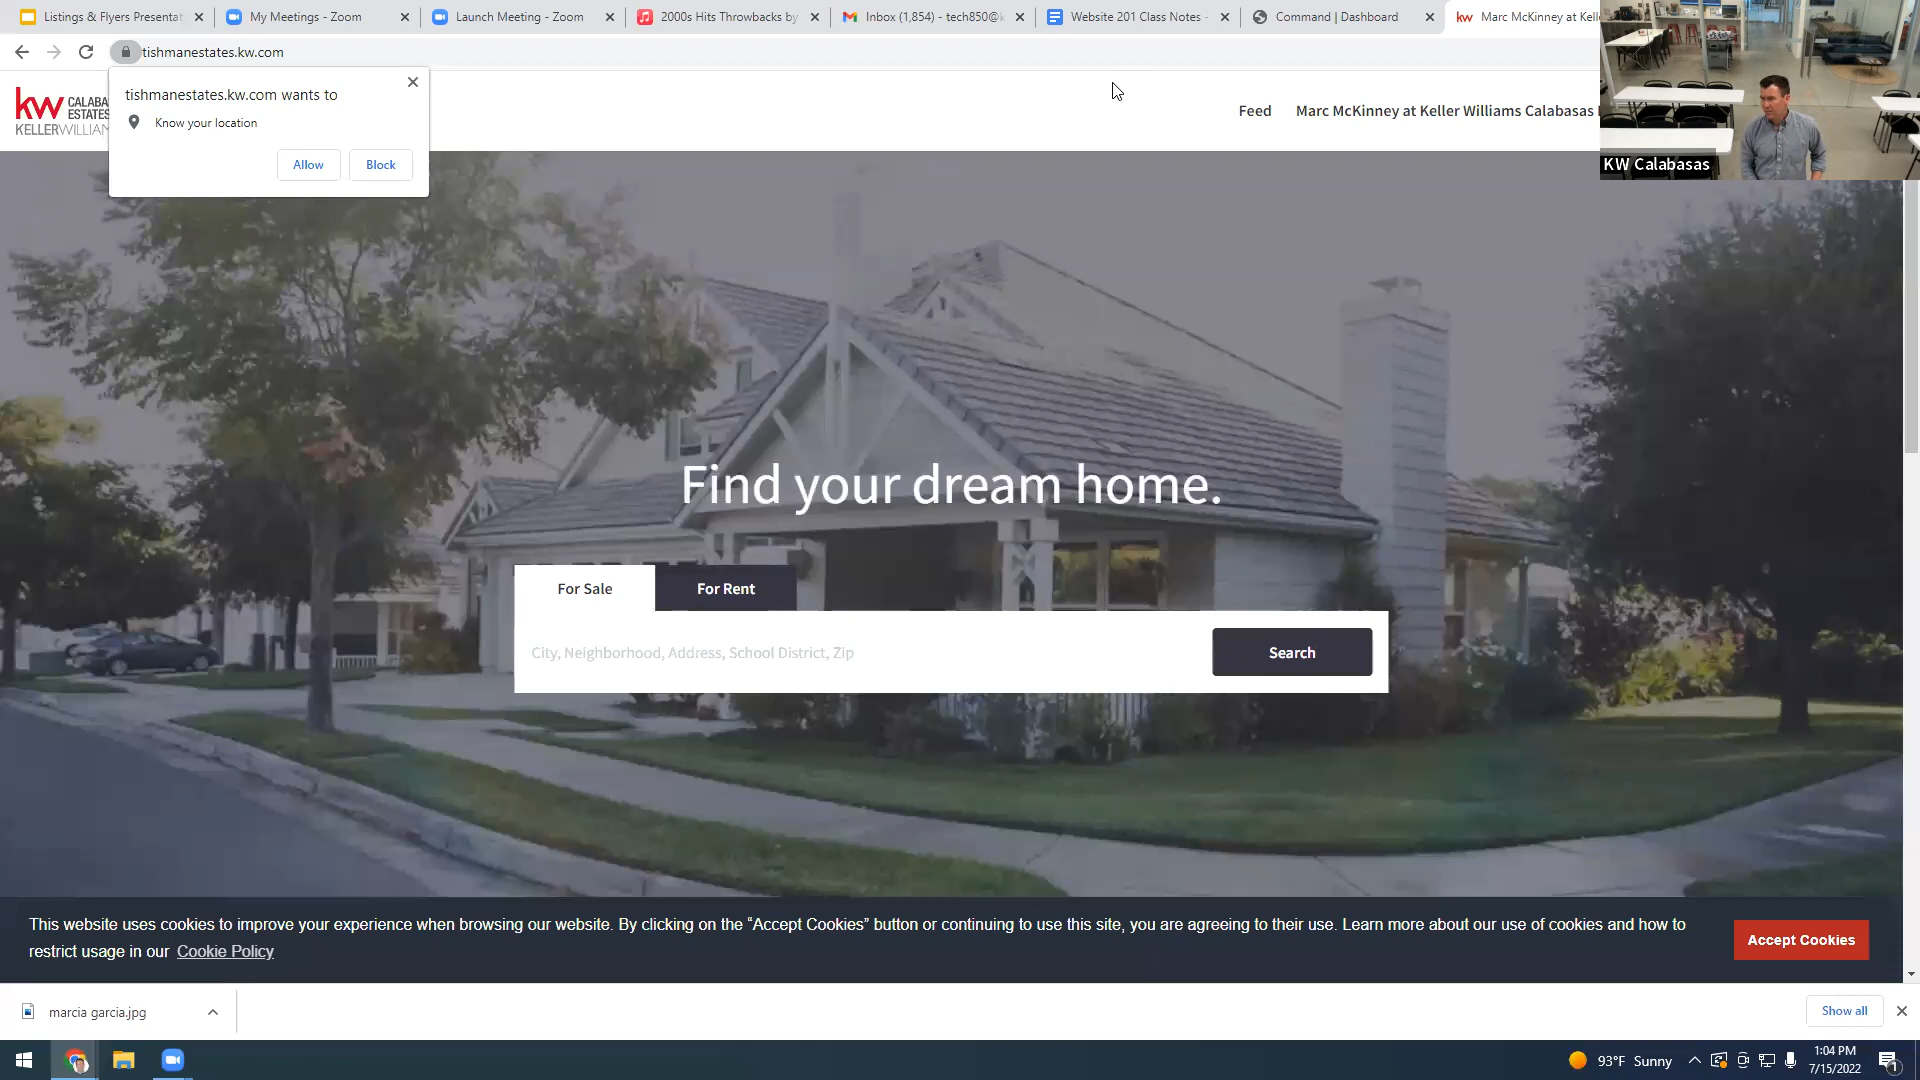 Listings & Flyers Presentat
My Meetings - Zoom
Launch Meeting - Zoom
2000s Hits Throwbacks by
Inbox (1,854) - tech850@k
Website 201 Class Notes -
Command | Dashboard
kw Marc McKinney at Kell
tishmanestates.kw.com
tishmanestates.kw.com wants to
Know your location
Allow
Block
kw CALABA
ESTATES
KELLERWILLIAM
Feed
Marc McKinney at Keller Williams Calabasas
KW Calabasas
Find your dream home.
For Sale
For Rent
City, Neighborhood, Address, School District, Zip
Search
This website uses cookies to improve your experience when browsing our website. By clicking on the “Accept Cookies” button or continuing to use this site, you are agreeing to their use. Learn more about our use of cookies and how to
restrict usage in our Cookie Policy
Accept Cookies
marcia garcia.jpg
Show all
93°F Sunny
1:04 PM
7/15/2022
1